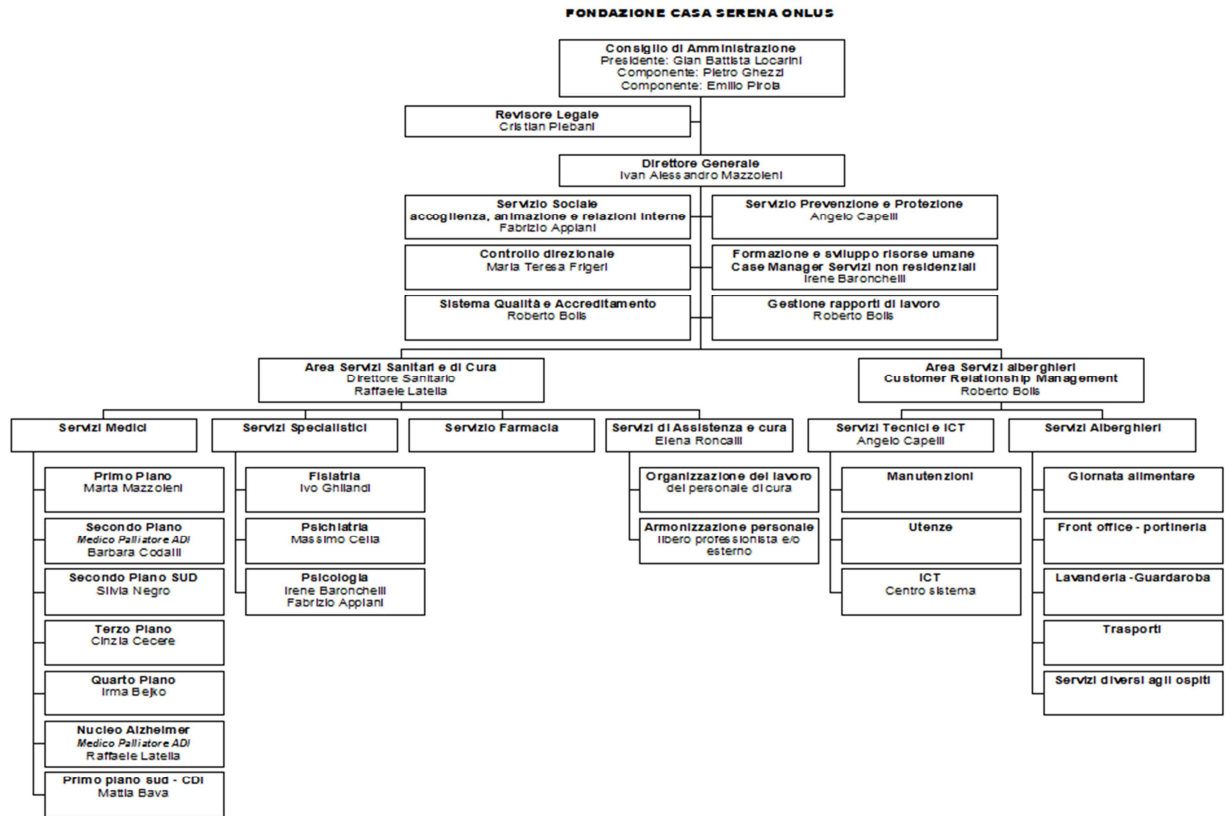 FONDAZIONE CASA SERENA ONLUS
Consiglio di Amministrazione
Presidente: Gian Battista Locarini
Componente: Pietro Ghezzi
Componente: Emilio Pirola
Revisore Legale
Cristian Plebani
Direttore Generale
Ivan Alessandro Mazzoleni
Servizio Sociale
accoglienza, animazione e relazioni interne
Fabrizio Appiani
Servizio Prevenzione e Protezione
Angelo Capelli
Controllo direzionale
Maria Teresa Frigeri
Formazione e sviluppo risorse umane
Case Manager Servizi non residenziali
Irene Baronchelli
Sistema Qualità e Accreditamento
Roberto Bolis
Gestione rapporti di lavoro
Roberto Bolis
Area Servizi Sanitari e di Cura
Direttore Sanitario
Raffaele Latella
Area Servizi alberghieri
Customer Relationship Management
Roberto Bolis
Servizi Medici
Servizi Specialistici
Servizio Farmacia
Servizi di Assistenza e cura
Elena Roncalli
Servizi Tecnici e ICT
Angelo Capelli
Servizi Alberghieri
Primo Piano
Marta Mazzoleni
Secondo Piano
Medico Palliatore ADI
Barbara Codalli
Secondo Piano SUD
Silvia Negro
Terzo Piano
Cinzia Cecere
Quarto Piano
Irma Bejko
Nucleo Alzheimer
Medico Palliatore ADI
Raffaele Latella
Primo piano sud - CDI
Mattia Bava
Fisiatria
Ivo Ghilandi
Psichiatria
Massimo Cella
Psicologia
Irene Baronchelli
Fabrizio Appiani
Organizzazione del lavoro
del personale di cura
Armonizzazione personale
libero professionista e/o
esterno
Manutenzioni
Utenze
ICT
Centro sistema
Giornata alimentare
Front office - portineria
Lavanderia -Guardaroba
Trasporti
Servizi diversi agli ospiti